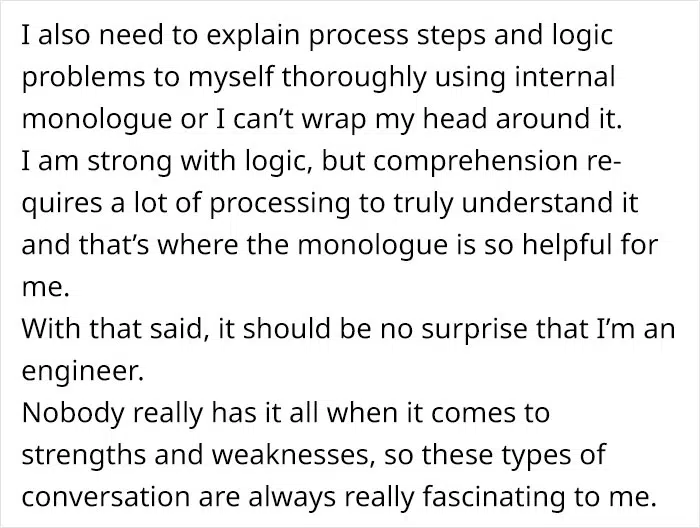 I also need to explain process steps and logic
problems to myself thoroughly using internal
monologue or I can’t wrap my head around it.
I am strong with logic, but comprehension re-
quires a lot of processing to truly understand it
and that’s where the monologue is so helpful for
me.
With that said, it should be no surprise that I’m an
engineer.
Nobody really has it all when it comes to
strengths and weaknesses, so these types of
conversation are always really fascinating to me.